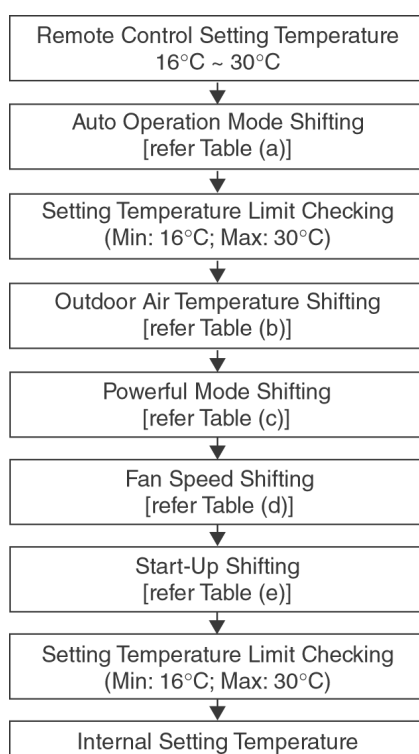 Remote Control Setting Temperature
16°C ~ 30°C
Auto Operation Mode Shifting
[refer Table (a)]
Setting Temperature Limit Checking
(Min: 16°C; Max: 30°C)
Outdoor Air Temperature Shifting
[refer Table (b)]
Powerful Mode Shifting
[refer Table (c)]
Fan Speed Shifting
[refer Table (d)]
Start-Up Shifting
[refer Table (e)]
Setting Temperature Limit Checking
(Min: 16°C; Max: 30°C)
Internal Setting Temperature